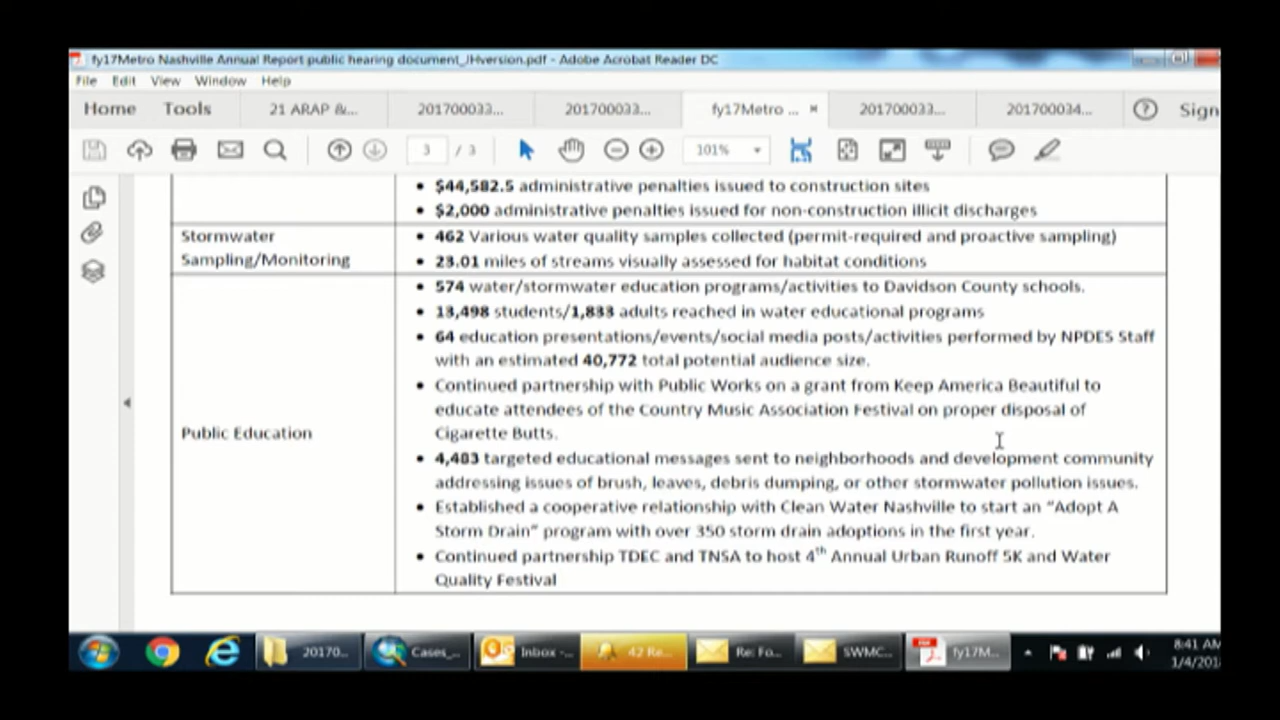 fy17Metro Nashville Annual Report public hearing document_JHversion.pdf - Adobe Acrobat Reader DC
File Edit View Window Help
Home Tools 21 ARAP &... 201700033... 201700033... fy17Metro ... × 201700033... 201700034... ? Sign
3 / 3 101%
• $44,582.5 administrative penalties issued to construction sites
• $2,000 administrative penalties issued for non-construction illicit discharges
Stormwater
Sampling/Monitoring
• 462 Various water quality samples collected (permit-required and proactive sampling)
• 23.01 miles of streams visually assessed for habitat conditions
Public Education
• 574 water/stormwater education programs/activities to Davidson County schools.
• 13,498 students/1,833 adults reached in water educational programs
• 64 education presentations/events/social media posts/activities performed by NPDES Staff
with an estimated 40,772 total potential audience size.
• Continued partnership with Public Works on a grant from Keep America Beautiful to
educate attendees of the Country Music Association Festival on proper disposal of
Cigarette Butts.
• 4,483 targeted educational messages sent to neighborhoods and development community
addressing issues of brush, leaves, debris dumping, or other stormwater pollution issues.
• Established a cooperative relationship with Clean Water Nashville to start an “Adopt A
Storm Drain” program with over 350 storm drain adoptions in the first year.
• Continued partnership TDEC and TNSA to host 4th Annual Urban Runoff 5K and Water
Quality Festival
20170... Cases_... Inbox -... 42 Re... Re: Fo... SWMC... fy17M... 8:41 AM
1/4/201